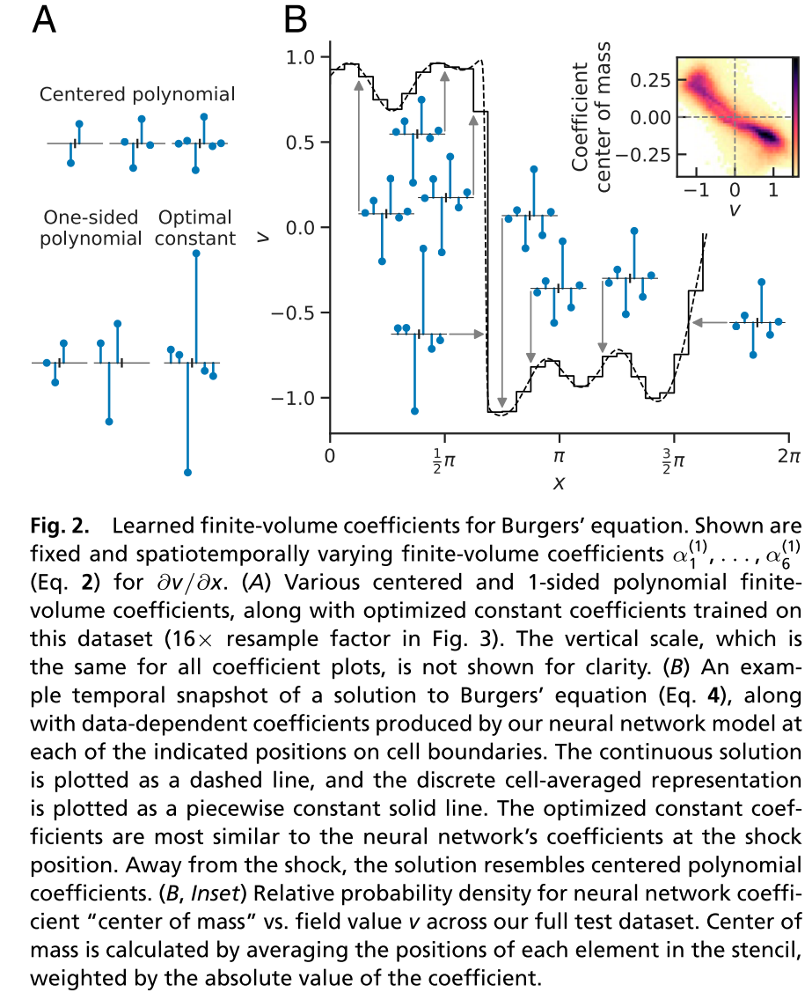 A
B
Centered polynomial
One-sided
polynomial
Optimal
constant
v
1.0
0.5
0.0
−0.5
−1.0
0
1/2 π
π
3/2 π
2π
x
Coefficient
center of mass
0.25
0.00
−0.25
−1
0
1
v
Fig. 2. Learned finite-volume coefficients for Burgers’ equation. Shown are
fixed and spatiotemporally varying finite-volume coefficients α₁⁽¹⁾, . . . , α₆⁽¹⁾
(Eq. 2) for ∂v/∂x. (A) Various centered and 1-sided polynomial finite-
volume coefficients, along with optimized constant coefficients trained on
this dataset (16× resample factor in Fig. 3). The vertical scale, which is
the same for all coefficient plots, is not shown for clarity. (B) An exam-
ple temporal snapshot of a solution to Burgers’ equation (Eq. 4), along
with data-dependent coefficients produced by our neural network model at
each of the indicated positions on cell boundaries. The continuous solution
is plotted as a dashed line, and the discrete cell-averaged representation
is plotted as a piecewise constant solid line. The optimized constant coef-
ficients are most similar to the neural network’s coefficients at the shock
position. Away from the shock, the solution resembles centered polynomial
coefficients. (B, Inset) Relative probability density for neural network coeffi-
cient “center of mass” vs. field value v across our full test dataset. Center of
mass is calculated by averaging the positions of each element in the stencil,
weighted by the absolute value of the coefficient.